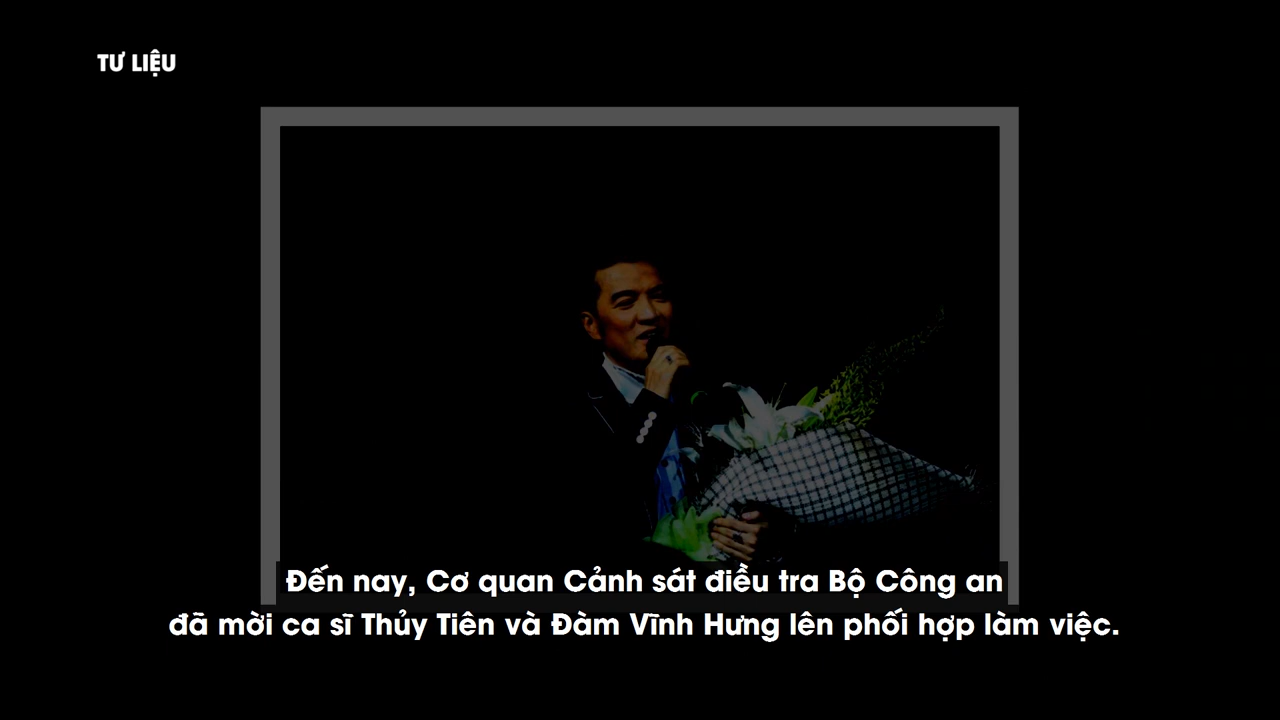 TƯ LIỆU
Đến nay, Cơ quan Cảnh sát điều tra Bộ Công an
đã mời ca sĩ Thủy Tiên và Đàm Vĩnh Hưng lên phối hợp làm việc.